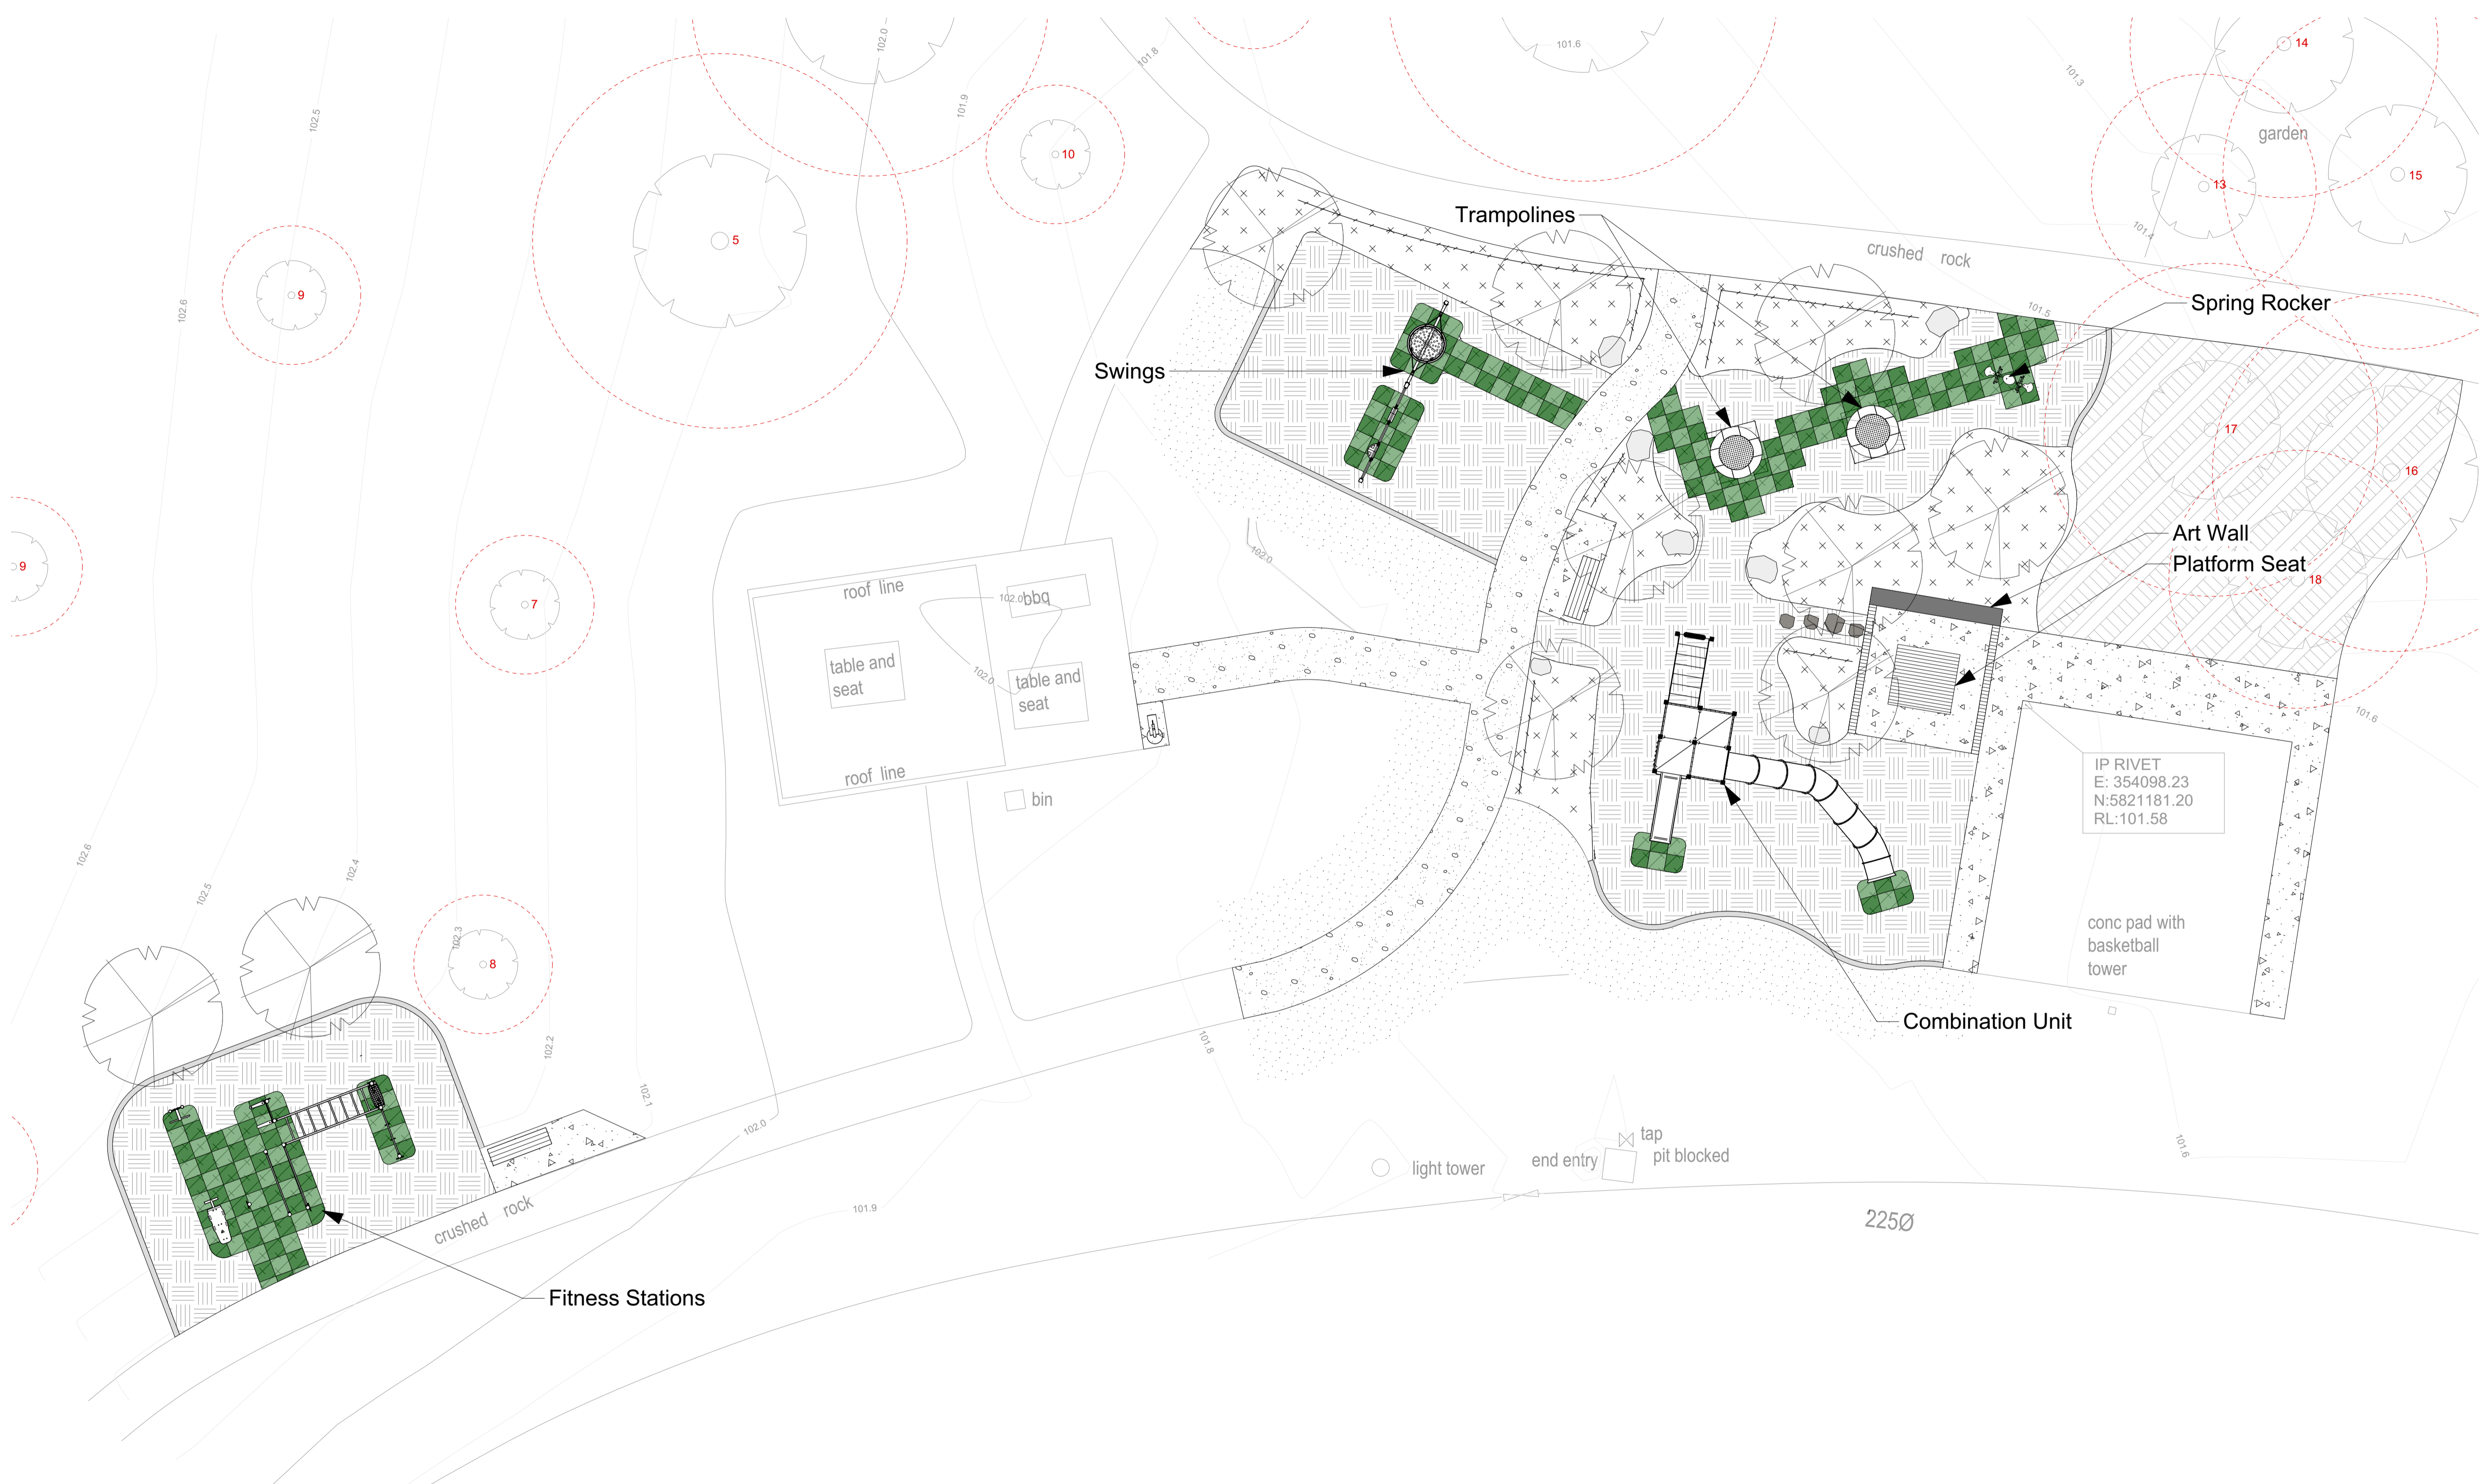 102.0
101.8
101.6
14
101.3
102.5
101.9
garden
10
15
13
5
101.4
Trampolines
crushed rock
9
102.6
101.5
Spring Rocker
Swings
17
16
102.0
Art Wall
Platform Seat
9
18
roof line
102.0
bbq
7
table and
seat
102.0
table and
seat
101.6
roof line
IP RIVET
E: 354098.23
N:5821181.20
RL:101.58
bin
102.6
102.4
102.5
conc pad with
basketball
tower
102.3
8
Combination Unit
101.8
102.2
102.1
102.0
tap
pit blocked
end entry
light tower
101.6
crushed rock
101.9
225Ø
Fitness Stations